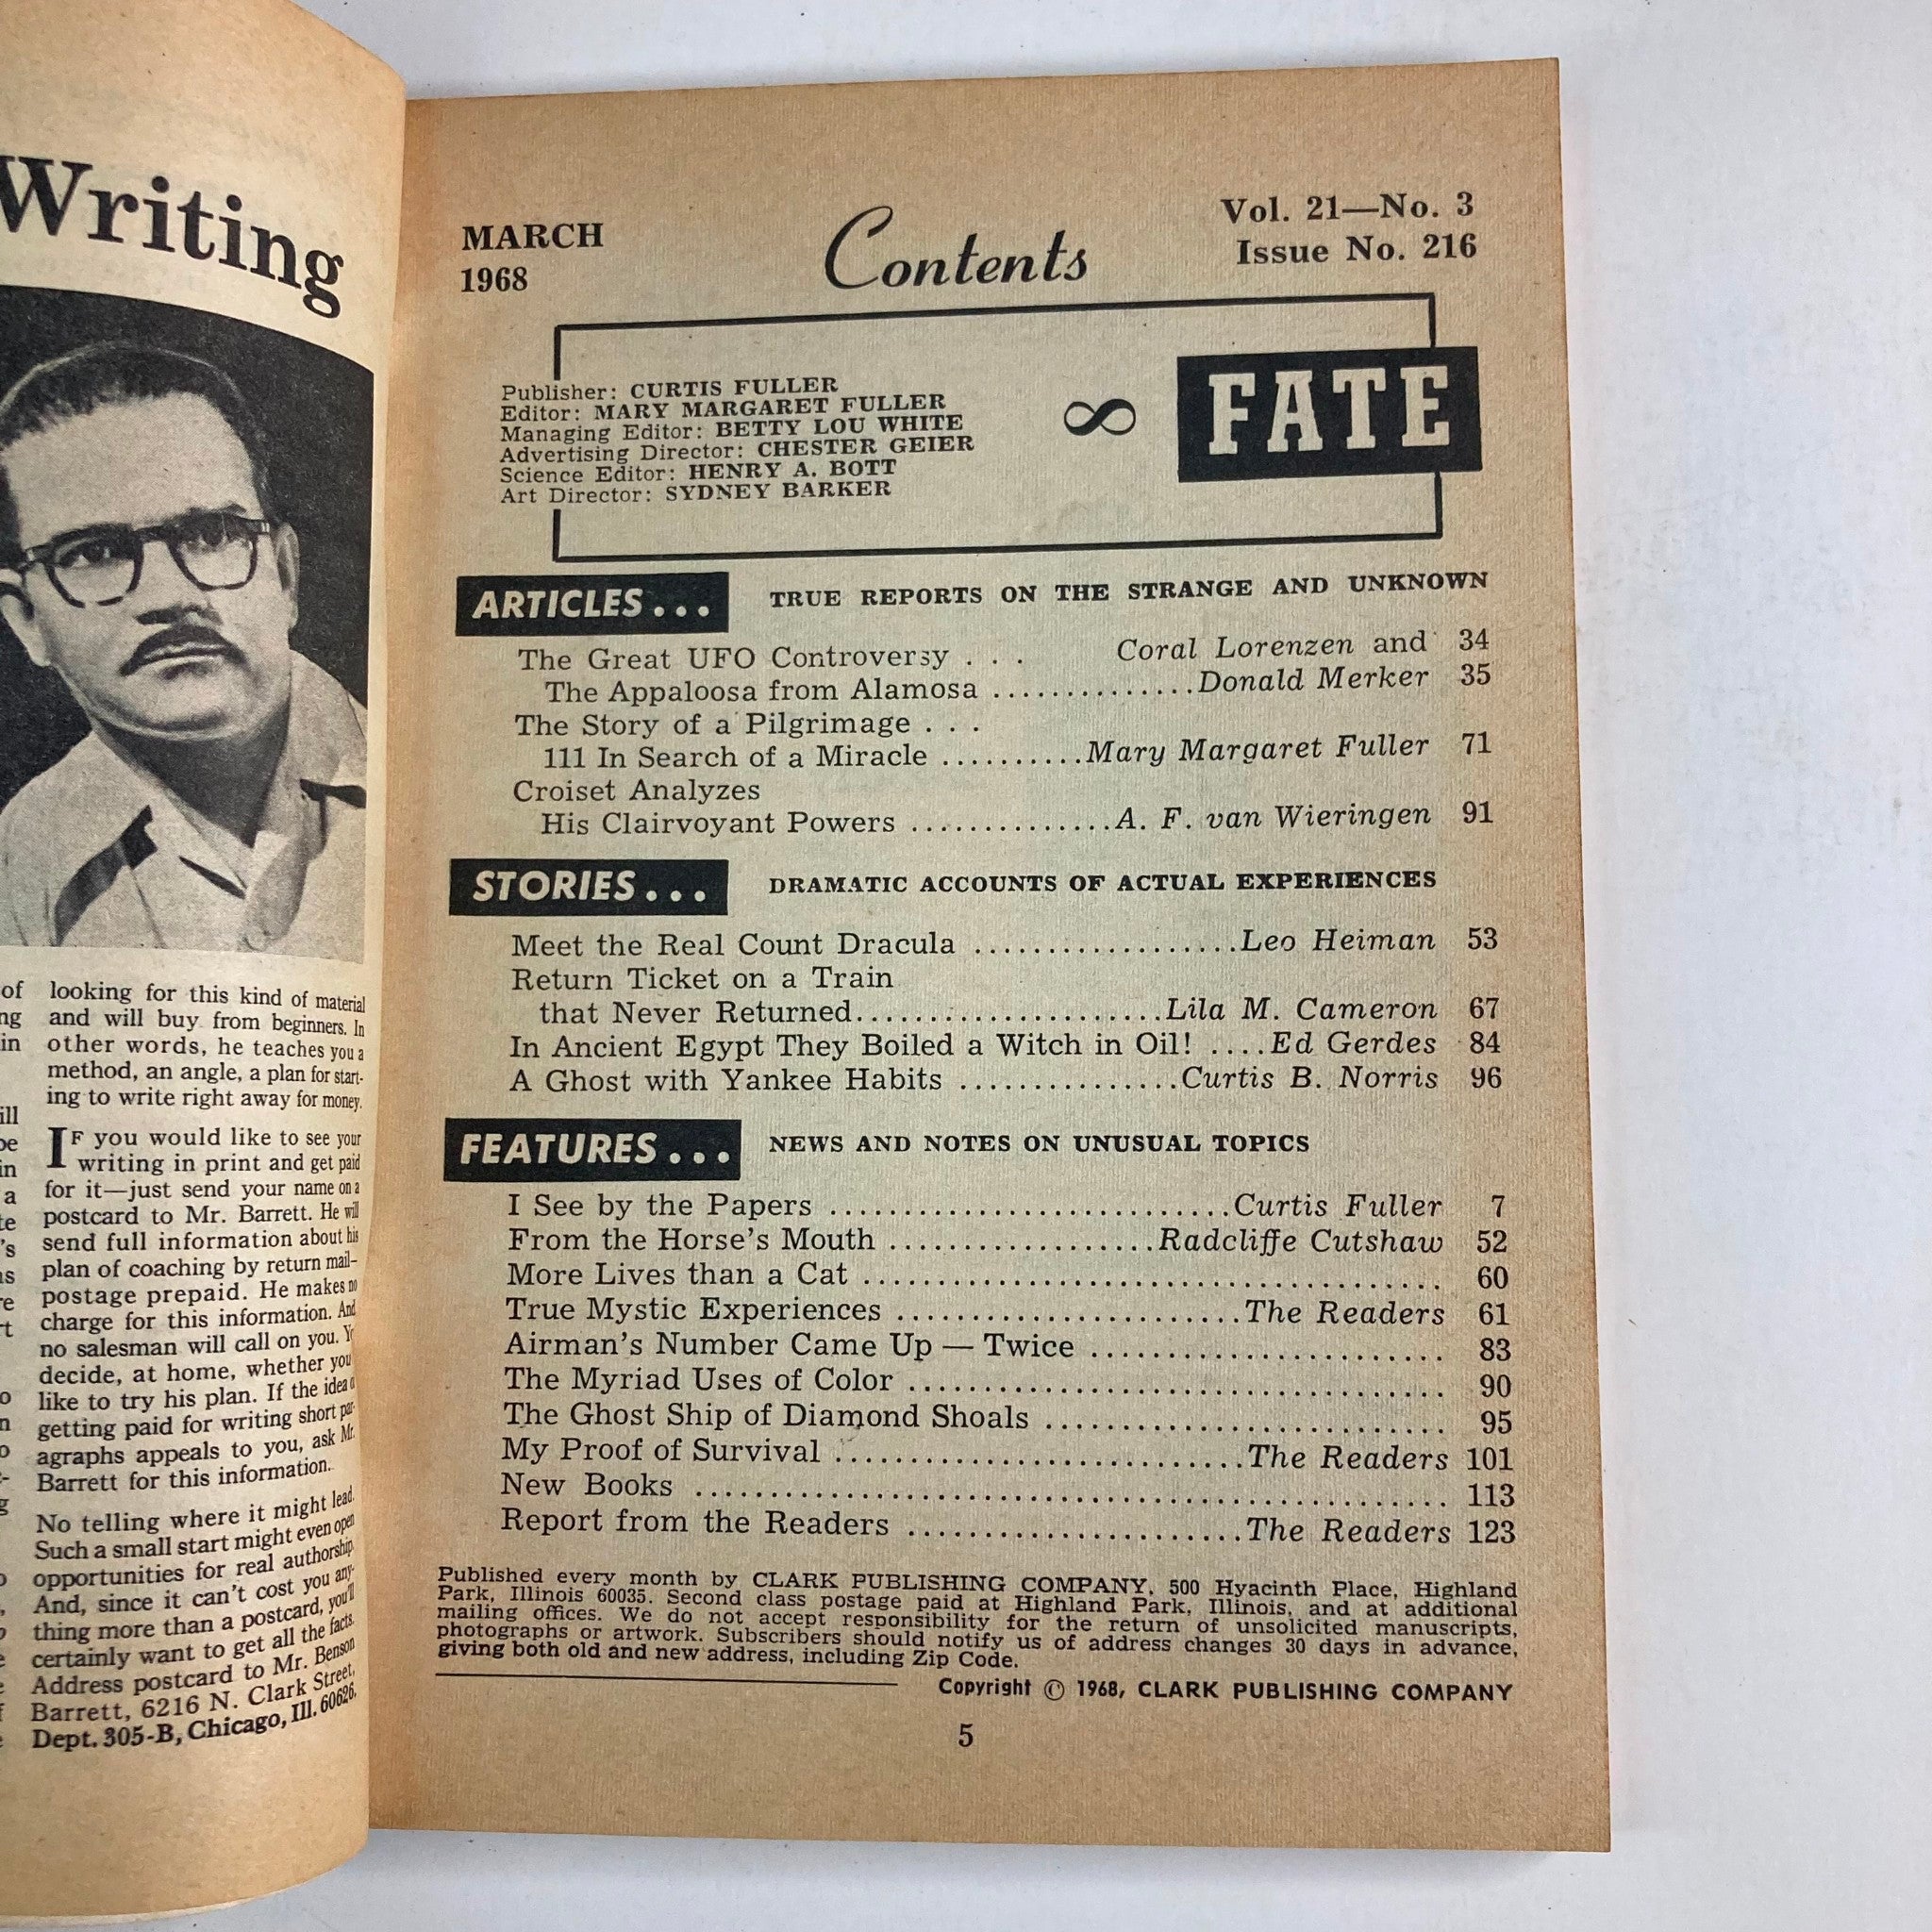 Writing
of
ng
in
ill
be
in
a
te
's
as
re
rt
looking for this kind of material
and will buy from beginners. In
other words, he teaches you a
method, an angle, a plan for start-
ing to write right away for money.
IF you would like to see your
writing in print and get paid
for it—just send your name on a
postcard to Mr. Barrett. He will
send full information about his
plan of coaching by return mail—
postage prepaid. He makes no
charge for this information. And
no salesman will call on you.
decide, at home, whether you
like to try his plan. If the idea
getting paid for writing short par-
agraphs appeals to you, ask Mr.
Barrett for this information.
No telling where it might lead.
Such a small start might even open
opportunities for real authorship.
And, since it can't cost you any-
thing more than a postcard, you'll
certainly want to get all the facts.
Address postcard to Mr. Benson
Barrett, 6216 N. Clark Street,
Dept. 305-B, Chicago, Ill. 60626.
MARCH
1968
Contents
Vol. 21—No. 3
Issue No. 216
Publisher: CURTIS FULLER
Editor: MARY MARGARET FULLER
Managing Editor: BETTY LOU WHITE
Advertising Director: CHESTER GEIER
Science Editor: HENRY A. BOTT
Art Director: SYDNEY BARKER
∞ FATE
ARTICLES... TRUE REPORTS ON THE STRANGE AND UNKNOWN
The Great UFO Controversy . . . Coral Lorenzen and 34
The Appaloosa from Alamosa ..............Donald Merker 35
The Story of a Pilgrimage . . .
111 In Search of a Miracle ..........Mary Margaret Fuller 71
Croiset Analyzes
His Clairvoyant Powers ..............A. F. van Wieringen 91
STORIES... DRAMATIC ACCOUNTS OF ACTUAL EXPERIENCES
Meet the Real Count Dracula ..................Leo Heiman 53
Return Ticket on a Train
that Never Returned.....................Lila M. Cameron 67
In Ancient Egypt They Boiled a Witch in Oil! ....Ed Gerdes 84
A Ghost with Yankee Habits ...............Curtis B. Norris 96
FEATURES... NEWS AND NOTES ON UNUSUAL TOPICS
I See by the Papers ...........................Curtis Fuller 7
From the Horse's Mouth ..................Radcliffe Cutshaw 52
More Lives than a Cat ....................................... 60
True Mystic Experiences .......................The Readers 61
Airman's Number Came Up — Twice ........................ 83
The Myriad Uses of Color .................................... 90
The Ghost Ship of Diamond Shoals ........................... 95
My Proof of Survival ............................The Readers 101
New Books ................................................... 113
Report from the Readers .......................The Readers 123
Published every month by CLARK PUBLISHING COMPANY, 500 Hyacinth Place, Highland
Park, Illinois 60035. Second class postage paid at Highland Park, Illinois, and at additional
mailing offices. We do not accept responsibility for the return of unsolicited manuscripts,
photographs or artwork. Subscribers should notify us of address changes 30 days in advance,
giving both old and new address, including Zip Code.
Copyright © 1968, CLARK PUBLISHING COMPANY
5